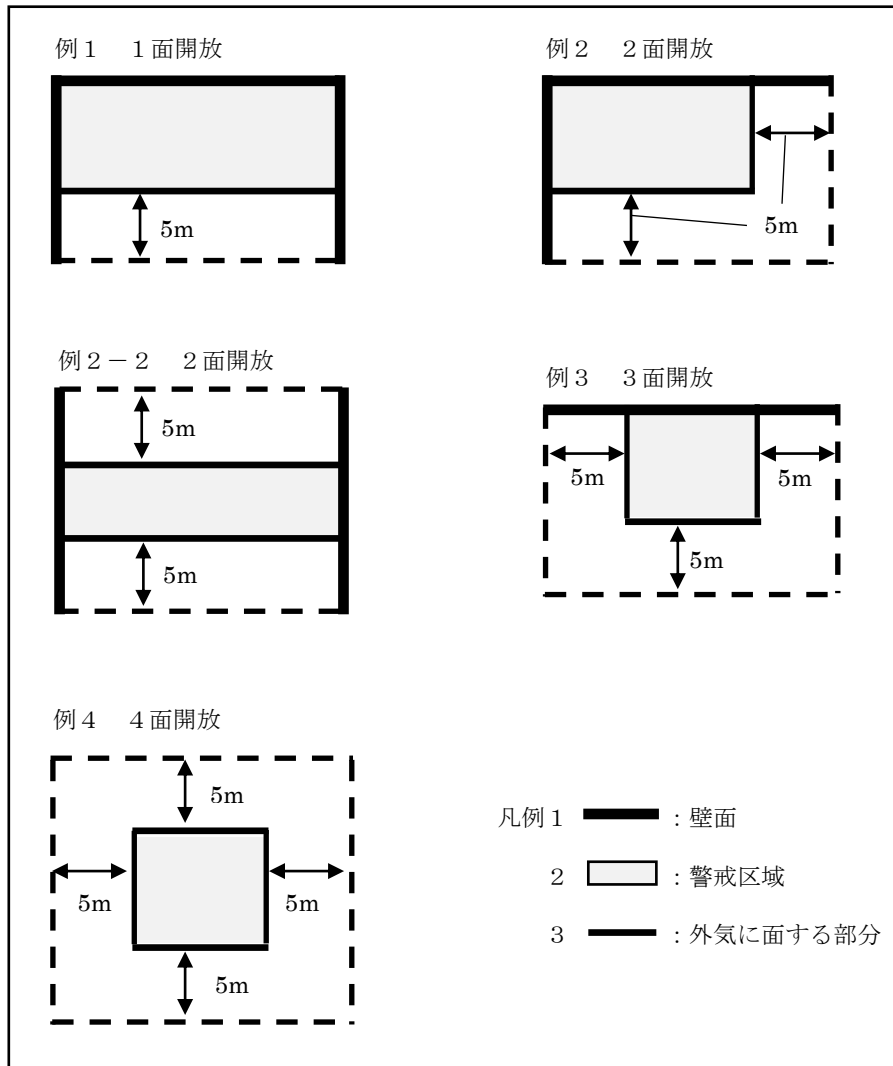 例１　１面開放
5m
例２　２面開放
5m
例２－２　２面開放
5m
5m
例３　３面開放
5m
5m
5m
例４　４面開放
5m
5m
5m
5m
凡例１　：壁面
２　：警戒区域
３　：外気に面する部分